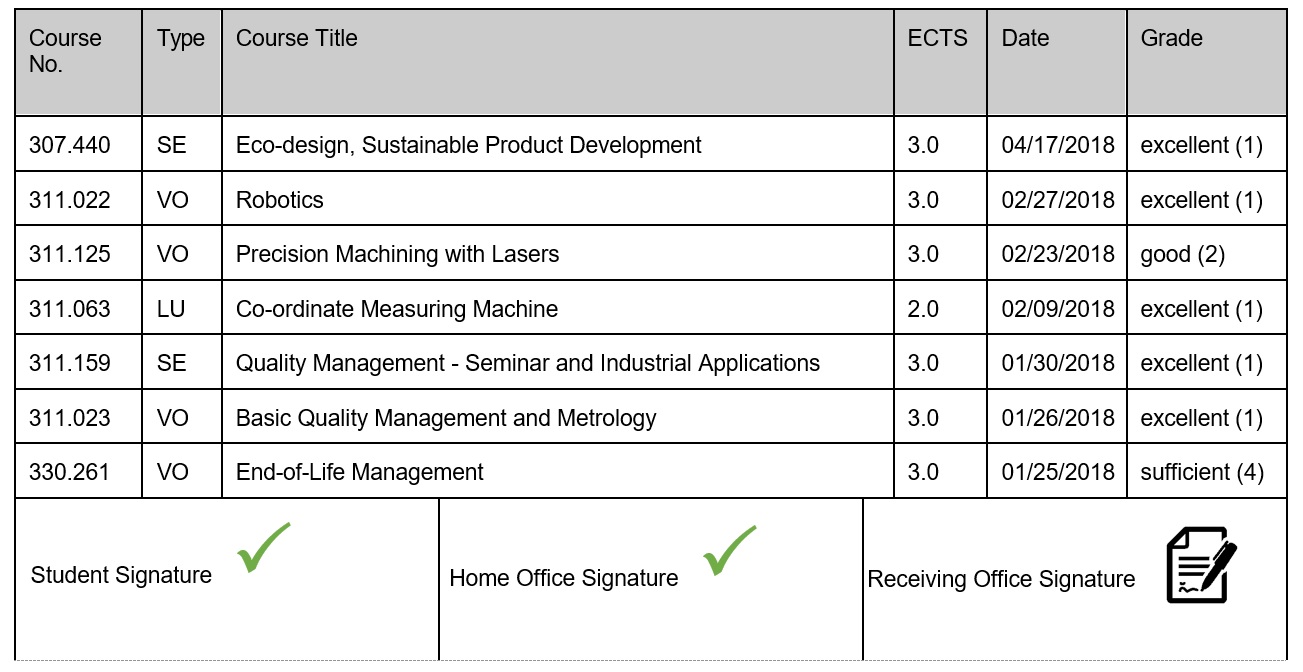 Course No. Type Course Title ECTS Date Grade
307.440 SE Eco-design, Sustainable Product Development 3.0 04/17/2018 excellent (1)
311.022 VO Robotics 3.0 02/27/2018 excellent (1)
311.125 VO Precision Machining with Lasers 3.0 02/23/2018 good (2)
311.063 LU Co-ordinate Measuring Machine 2.0 02/09/2018 excellent (1)
311.159 SE Quality Management - Seminar and Industrial Applications 3.0 01/30/2018 excellent (1)
311.023 VO Basic Quality Management and Metrology 3.0 01/26/2018 excellent (1)
330.261 VO End-of-Life Management 3.0 01/25/2018 sufficient (4)
Student Signature Home Office Signature Receiving Office Signature